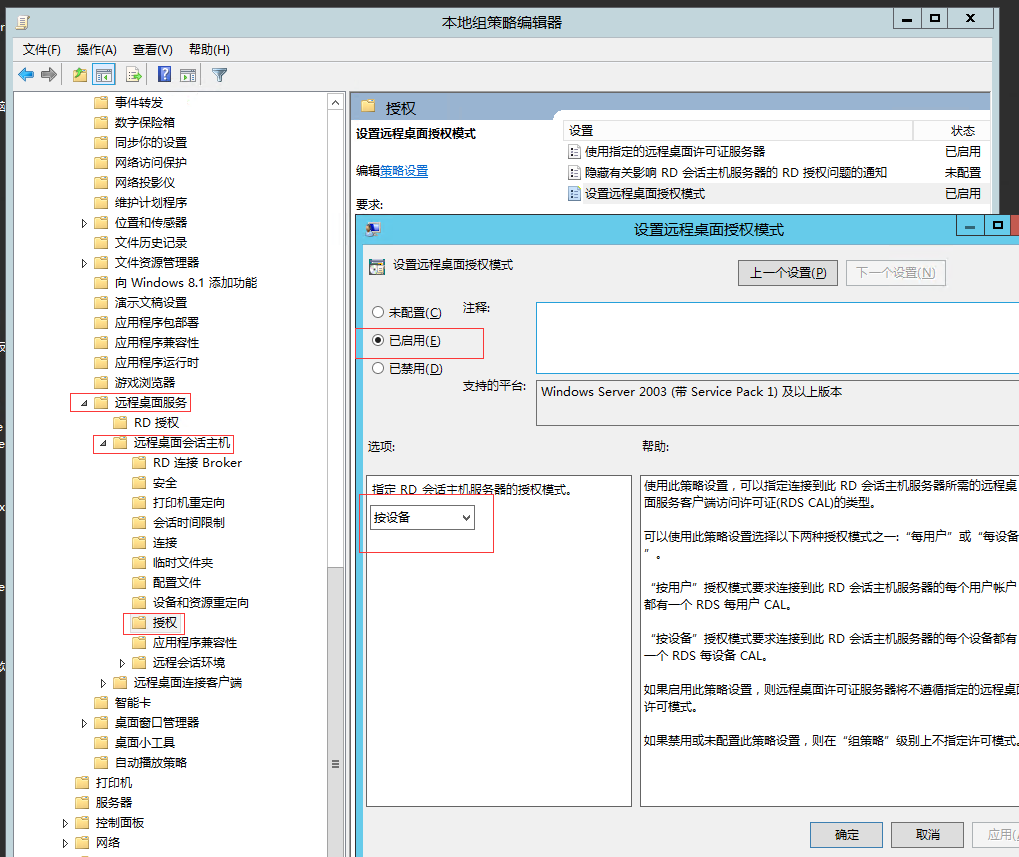 本地组策略编辑器
文件(F) 操作(A) 查看(V) 帮助(H)
事件转发
数字保险箱
同步你的设置
网络访问保护
网络投影仪
维护计划程序
位置和传感器
文件历史记录
文件资源管理器
向 Windows 8.1 添加功能
演示文稿设置
应用程序包部署
应用程序兼容性
应用程序运行时
游戏浏览器
远程桌面服务
RD 授权
远程桌面会话主机
RD 连接 Broker
安全
打印机重定向
会话时间限制
连接
临时文件夹
配置文件
设备和资源重定向
授权
应用程序兼容性
远程会话环境
远程桌面连接客户端
智能卡
桌面窗口管理器
桌面小工具
自动播放策略
打印机
服务器
控制面板
网络
授权
设置远程桌面授权模式
编辑策略设置
要求:
设置 状态
使用指定的远程桌面许可证服务器 已启用
隐藏有关影响 RD 会话主机服务器的 RD 授权问题的通知 未配置
设置远程桌面授权模式 已启用
设置远程桌面授权模式
设置远程桌面授权模式
上一个设置(P) 下一个设置(N)
未配置(C) 注释:
已启用(E)
已禁用(D)
支持的平台: Windows Server 2003 (带 Service Pack 1) 及以上版本
选项: 帮助:
指定 RD 会话主机服务器的授权模式。
按设备
使用此策略设置，可以指定连接到此 RD 会话主机服务器所需的远程桌
面服务客户端访问许可证(RDS CAL)的类型。
可以使用此策略设置选择以下两种授权模式之一:“每用户”或“每设备
”。
“按用户”授权模式要求连接到此 RD 会话主机服务器的每个用户帐户
都有一个 RDS 每用户 CAL。
“按设备”授权模式要求连接到此 RD 会话主机服务器的每个设备都有
一个 RDS 每设备 CAL。
如果启用此策略设置，则远程桌面许可证服务器将不遵循指定的远程桌面
许可模式。
如果禁用或未配置此策略设置，则在“组策略”级别上不指定许可模式。
确定 取消 应用(